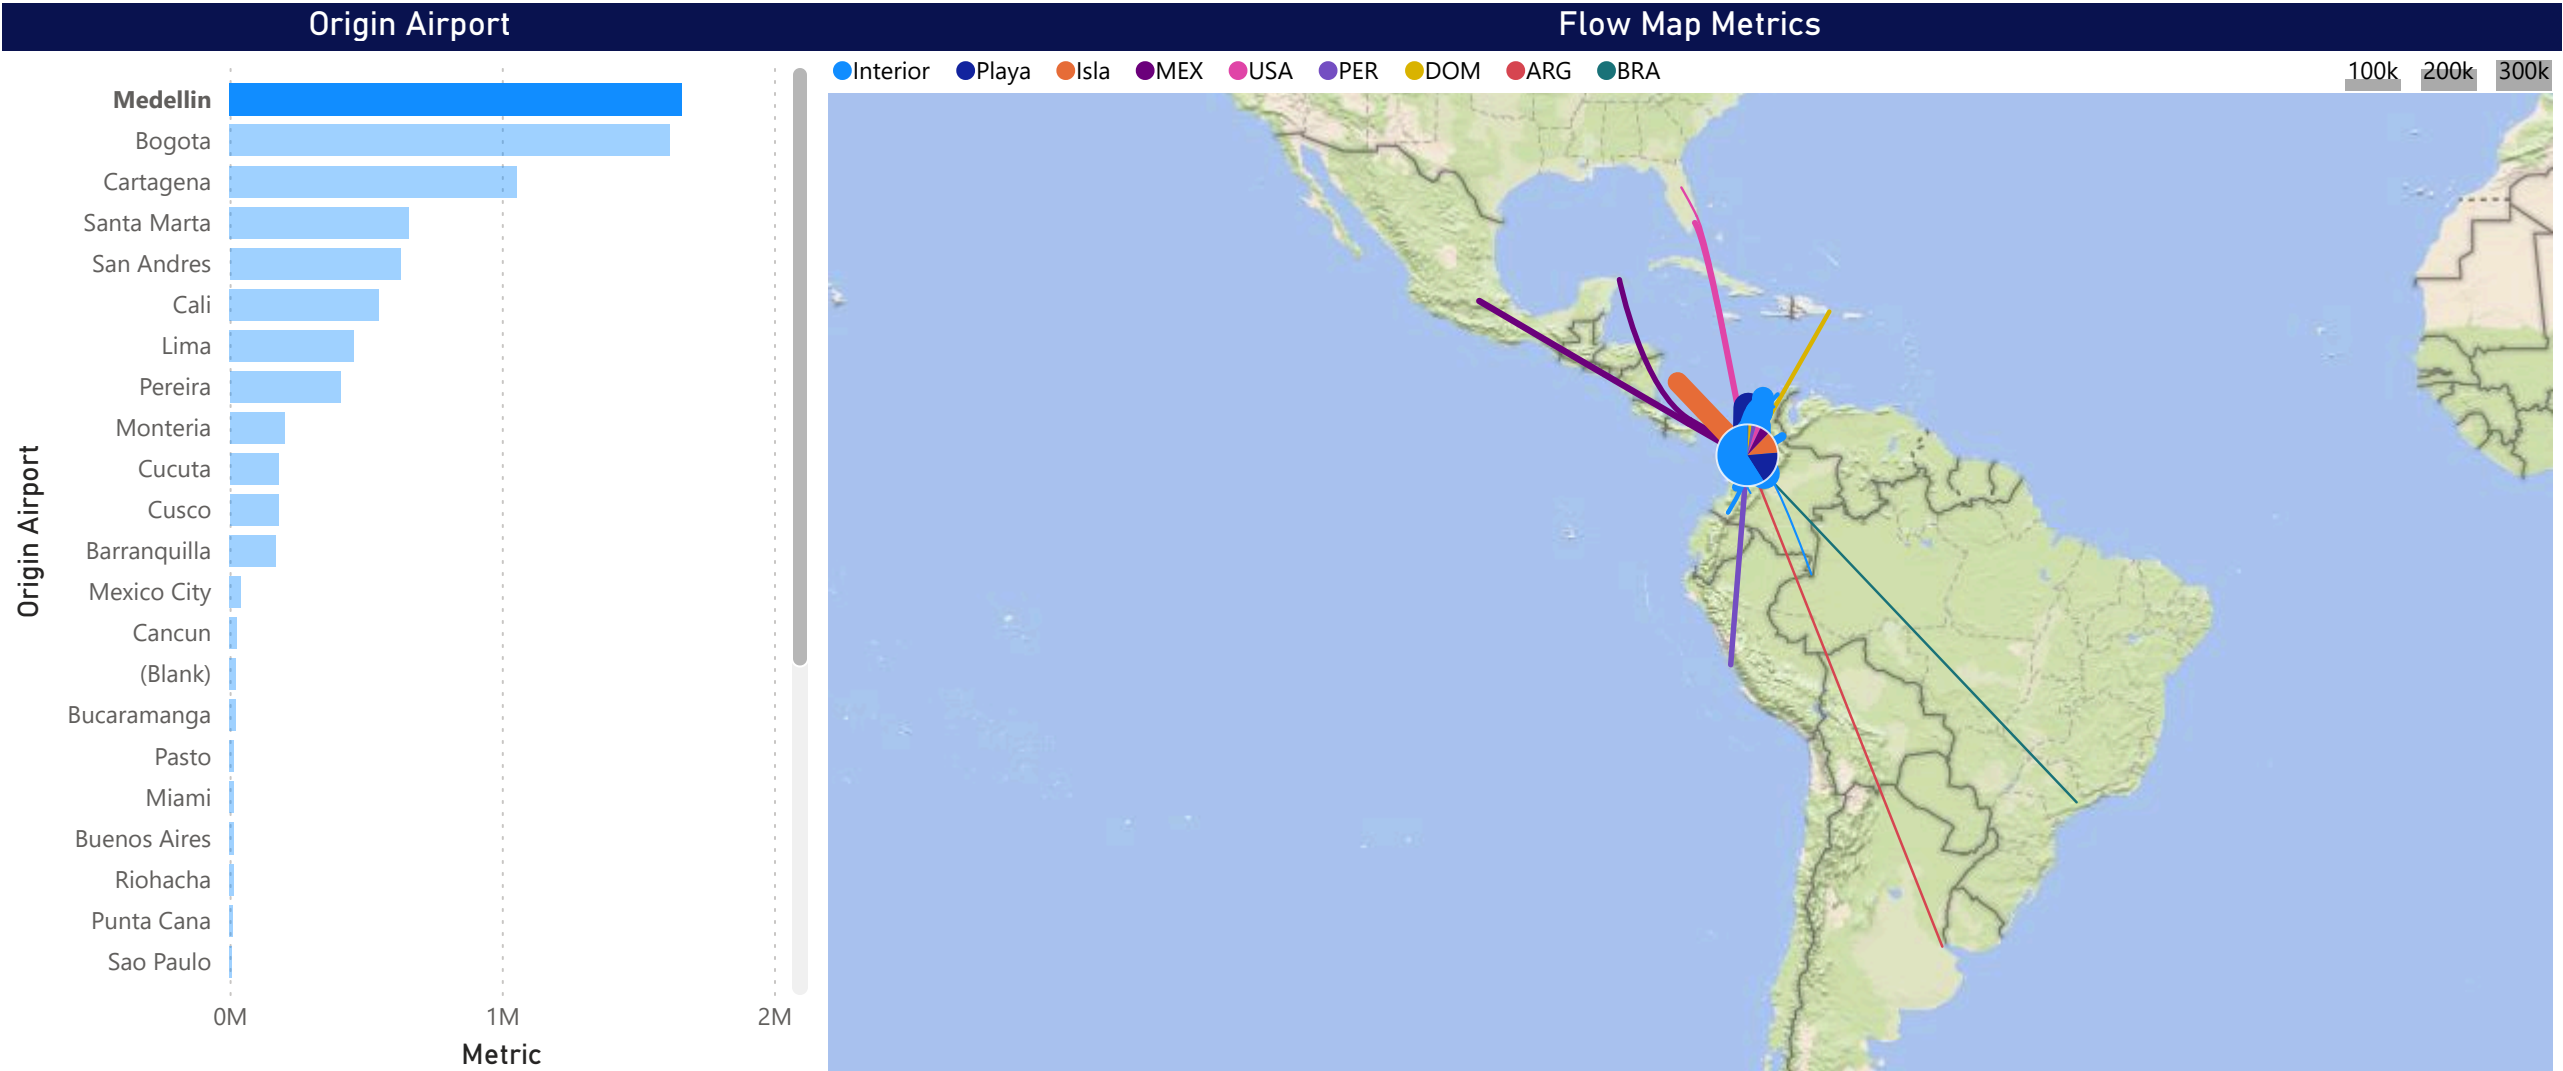 Origin Airport
Flow Map Metrics
Interior Playa Isla MEX USA PER DOM ARG BRA
100k 200k 300k
Origin Airport
Medellin
Bogota
Cartagena
Santa Marta
San Andres
Cali
Lima
Pereira
Monteria
Cucuta
Cusco
Barranquilla
Mexico City
Cancun
(Blank)
Bucaramanga
Pasto
Miami
Buenos Aires
Riohacha
Punta Cana
Sao Paulo
0M 1M 2M
Metric